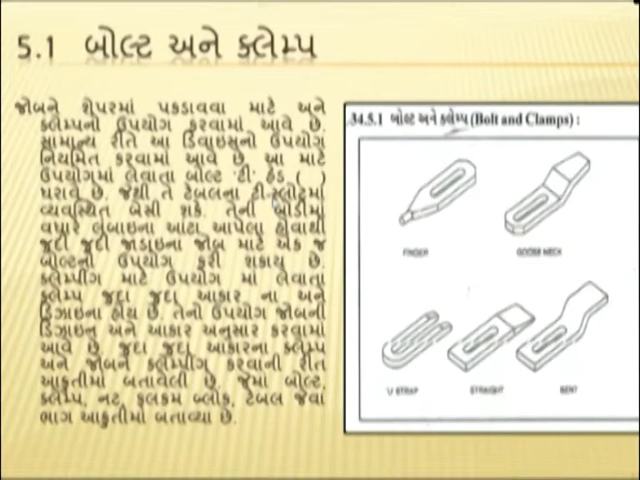 5.1 બોલ્ટ અને ક્લેમ્પ
જોબને શેપરમાં પકડાવવા માટે અને
ક્લેમ્પનો ઉપયોગ કરવામાં આવે છે.
સામાન્ય રીતે આ ડિવાઇસનો ઉપયોગ
નિયમિત કરવામાં આવે છે. આ માટે
ઉપયોગમાં લેવાતા બોલ્ટ 'ટી' હેડ ( )
ધરાવે છે. જેથી તે ટેબલના ટી-સ્લોટમાં
વ્યવસ્થિત બેસી શકે. તેની બોડીમાં
વધારે લંબાઇના આંટા આપેલા હોવાથી
જુદી જુદી જાડાઇના જોબ માટે એક જ
બોલ્ટનો ઉપયોગ કરી શકાય છે.
ક્લેમ્પીંગ માટે ઉપયોગ માં લેવાતા
ક્લેમ્પ જુદા જુદા આકાર ના અને
ડિઝાઇના હોય છે. તેનો ઉપયોગ જોબની
ડિઝાઇન અને આકાર અનુસાર કરવામાં
આવે છે. જુદા જુદા આકારના ક્લેમ્પ
અને જોબને ક્લેમ્પીંગ કરવાની રીત
આકૃતીમાં બતાવેલી છે. જેમાં બોલ્ટ,
ક્લેમ્પ, નટ, ફલક્રમ બ્લોક, ટેબલ જેવાં
ભાગ આકૃતીમાં બતાવ્યા છે.
34.5.1 બોલ્ટ અને ક્લેમ્પ (Bolt and Clamps) :
FINGER
GOOSE NECK
'U' STRAP
STRAIGHT
BENT